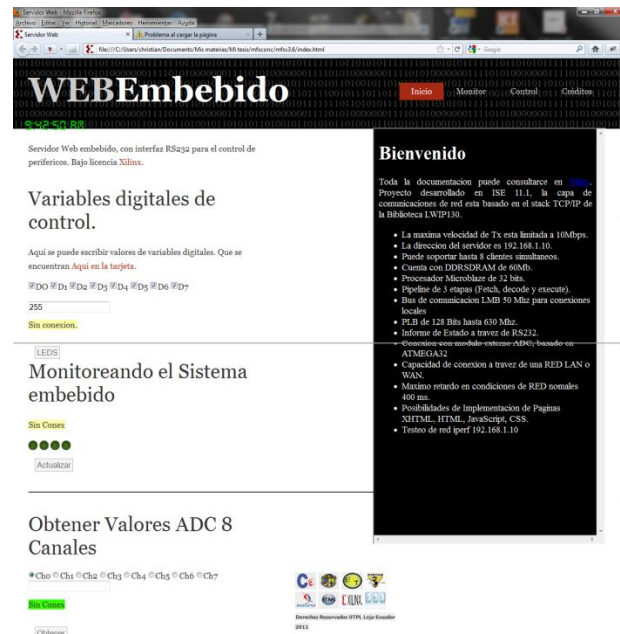 Servidor Web - Mozilla Firefox
Archivo Editar Ver Historial Marcadores Herramientas Ayuda
Servidor Web
Problema al cargar la página
file:///C:/Users/christian/Documents/Mis materias/Mi tesis/mfsconc/mfsv3.8/index.html
Google
WEBEmbebido
Inicio Monitor Control Créditos
9:42:50
Servidor Web embebido, con interfaz RS232 para el control de
perifericos. Bajo licencia Xilinx.
Variables digitales de
control.
Aqui se puede escribir valores de variables digitales. Que se
encuentran Aqui en la tarjeta.
DO D1 D2 D3 D4 D5 D6 D7
255
Sin conexion.
LEDS
Monitoreando el Sistema
embebido
Sin Conex
Actualizar
Obtener Valores ADC 8
Canales
Ch0 Ch1 Ch2 Ch3 Ch4 Ch5 Ch6 Ch7
Sin Conex
Obtener
Bienvenido
Toda la documentacion puede consultarce en Xilinx.
Proyecto desarrollado en ISE 11.1, la capa de
comunicaciones de red esta basado en el stack TCP/IP de
la Biblioteca LWIP130.
La maxima velocidad de Tx esta limitada a 10Mbps.
La direccion del servidor es 192.168.1.10.
Puede soportar hasta 8 clientes simultaneos.
Cuenta con DDRSDRAM de 60Mb.
Procesador Microblaze de 32 bits.
Pipeline de 3 etapas (Fetch, decode y execute).
Bus de comunicacion LMB 50 Mhz para conexiones
locales
PLB de 128 Bits hasta 630 Mhz.
Informe de Estado a travez de RS232.
Conexion con modulo externo ADC, basado en
ATMEGA32
Capacidad de conexion a travez de una RED LAN o
WAN.
Maximo retardo en condiciones de RED nomales
400 ms.
Posibilidades de Implementacion de Paginas
XHTML, HTML, JavaScript, CSS.
Testeo de red iperf 192.168.1.10
JavaScript
XILINX
Derechos Reservados UTPL Loja-Ecuador
2011